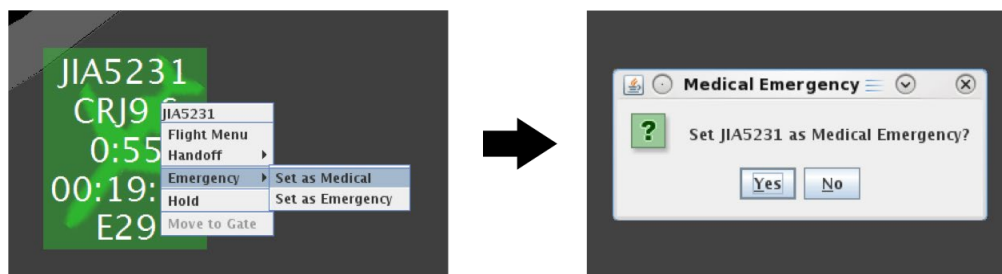 JIA5231
CRJ9
0:55
00:19:
E29
JIA5231
Flight Menu
Handoff
Emergency
Hold
Move to Gate
Set as Medical
Set as Emergency
Medical Emergency
Set JIA5231 as Medical Emergency?
Yes
No